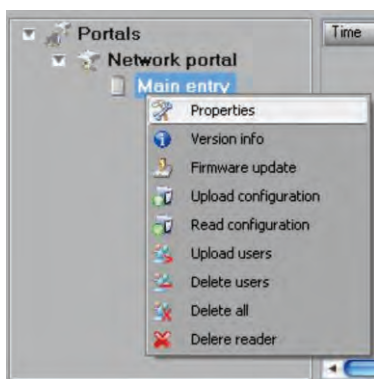 Portals
Time
Network portal
Main entry
Properties
Version info
Firmware update
Upload configuration
Read configuration
Upload users
Delete users
Delete all
Delere reader